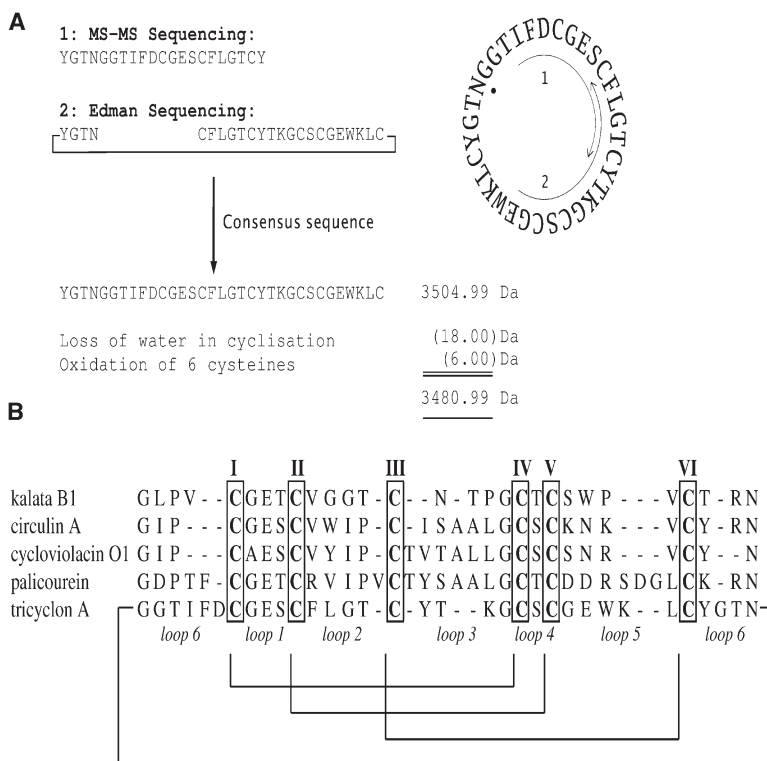 A
1: MS-MS Sequencing:
YGTNGGTIFDCGESCFLGTCY
2: Edman Sequencing:
YGTN CFLGTCYTKGCSCGEWKLC
Consensus sequence
YGTNGGTIFDCGESCFLGTCYTKGCSCGEWKLC 3504.99 Da
Loss of water in cyclisation (18.00)Da
Oxidation of 6 cysteines (6.00)Da
3480.99 Da
YGTNGGTIFDCGESCFLGTCYTKGCSCGEWKLC
1
2
B
I II III IV V VI
kalata B1 GLPV--CGETCVGGT-C--N-TPGCTCSWP---VCT-RN
circulin A GIP---CGESCVWIP-C-ISAALGCSCKNK---VCY-RN
cycloviolacin O1 GIP---CAESCVYIP-CTVTALLGCSCSNR---VCY--N
palicourein GDPTF-CGETCRVIPVCTYSAALGCTCDDRSDGLCK-RN
tricyclon A GGTIFDCGESCFLGT-C-YT--KGCSCGEWK--LCYGTN
loop 6 loop 1 loop 2 loop 3 loop 4 loop 5 loop 6